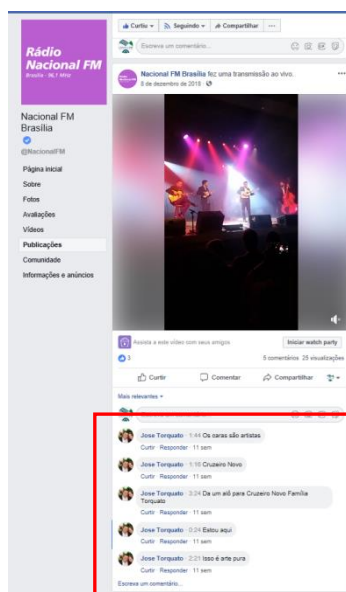 Curtir Seguindo Compartilhar
Escreva um comentário...
Rádio
Nacional FM
Brasília 96,1 MHz
Nacional FM Brasília fez uma transmissão ao vivo.
8 de dezembro de 2018
Nacional FM
Brasília
@NacionalFM
Página inicial
Sobre
Fotos
Avaliações
Vídeos
Publicações
Comunidade
Informações e anúncios
Assista a este vídeo com seus amigos
Iniciar watch party
3
6 comentários 25 visualizações
Curtir Comentar Compartilhar
Mais relevantes
Jose Torquato · 1:44 Os caras são artistas
Curtir · Responder · 11 sem
Jose Torquato · 1:18 Cruzeiro Novo
Curtir · Responder · 11 sem
Jose Torquato · 3:24 Da um alô para Cruzeiro Novo Família
Torquato
Curtir · Responder · 11 sem
Jose Torquato · 0:24 Estou aqui
Curtir · Responder · 11 sem
Jose Torquato · 2:21 Isso é arte pura
Curtir · Responder · 11 sem
Escreva um comentário...